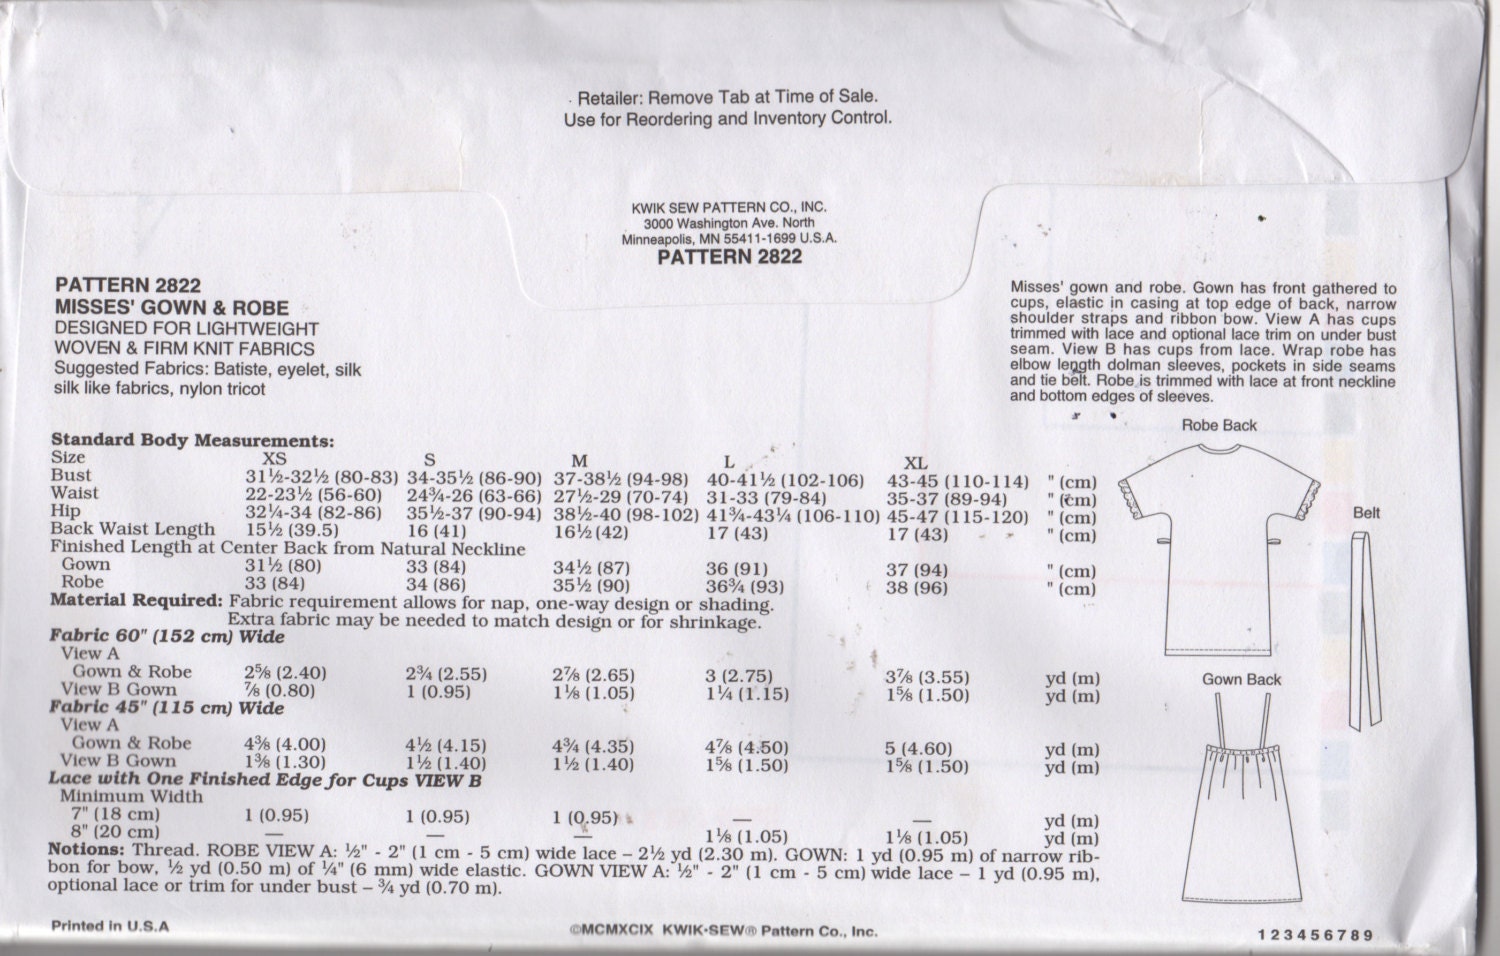 Retailer: Remove Tab at Time of Sale.
Use for Reordering and Inventory Control.
KWIK SEW PATTERN CO., INC.
3000 Washington Ave. North
Minneapolis, MN 55411-1699 U.S.A.
PATTERN 2822
PATTERN 2822
MISSES' GOWN & ROBE
DESIGNED FOR LIGHTWEIGHT
WOVEN & FIRM KNIT FABRICS
Suggested Fabrics: Batiste, eyelet, silk
silk like fabrics, nylon tricot
Misses' gown and robe. Gown has front gathered to
cups, elastic in casing at top edge of back, narrow
shoulder straps and ribbon bow. View A has cups
trimmed with lace and optional lace trim on under bust
seam. View B has cups from lace. Wrap robe has
elbow length dolman sleeves, pockets in side seams
and tie belt. Robe is trimmed with lace at front neckline
and bottom edges of sleeves.
Standard Body Measurements:
Size XS S M L XL
Bust 31½-32½ (80-83) 34-35½ (86-90) 37-38½ (94-98) 40-41½ (102-106) 43-45 (110-114) " (cm)
Waist 22-23½ (56-60) 24¾-26 (63-66) 27½-29 (70-74) 31-33 (79-84) 35-37 (89-94) " (cm)
Hip 32¼-34 (82-86) 35½-37 (90-94) 38½-40 (98-102) 41¾-43¼ (106-110) 45-47 (115-120) " (cm)
Back Waist Length 15½ (39.5) 16 (41) 16½ (42) 17 (43) 17 (43) " (cm)
Finished Length at Center Back from Natural Neckline
Gown 31½ (80) 33 (84) 34½ (87) 36 (91) 37 (94) " (cm)
Robe 33 (84) 34 (86) 35½ (90) 36¾ (93) 38 (96) " (cm)
Material Required: Fabric requirement allows for nap, one-way design or shading.
Extra fabric may be needed to match design or for shrinkage.
Fabric 60" (152 cm) Wide
View A
Gown & Robe 2⅝ (2.40) 2¾ (2.55) 2⅞ (2.65) 3 (2.75) 3⅞ (3.55) yd (m)
View B Gown ⅞ (0.80) 1 (0.95) 1⅛ (1.05) 1¼ (1.15) 1⅝ (1.50) yd (m)
Fabric 45" (115 cm) Wide
View A
Gown & Robe 4⅜ (4.00) 4½ (4.15) 4¾ (4.35) 4⅞ (4.50) 5 (4.60) yd (m)
View B Gown 1⅜ (1.30) 1½ (1.40) 1½ (1.40) 1⅝ (1.50) 1⅝ (1.50) yd (m)
Lace with One Finished Edge for Cups VIEW B
Minimum Width
7" (18 cm) 1 (0.95) 1 (0.95) 1 (0.95) — — yd (m)
8" (20 cm) — — — 1⅛ (1.05) 1⅛ (1.05) yd (m)
Notions: Thread. ROBE VIEW A: ½" - 2" (1 cm - 5 cm) wide lace – 2½ yd (2.30 m). GOWN: 1 yd (0.95 m) of narrow rib-
bon for bow, ½ yd (0.50 m) of ¼" (6 mm) wide elastic. GOWN VIEW A: ½" - 2" (1 cm - 5 cm) wide lace – 1 yd (0.95 m),
optional lace or trim for under bust – ¾ yd (0.70 m).
Robe Back
Belt
Gown Back
Printed in U.S.A
©MCMXCIX KWIK•SEW® Pattern Co., Inc.
1 2 3 4 5 6 7 8 9